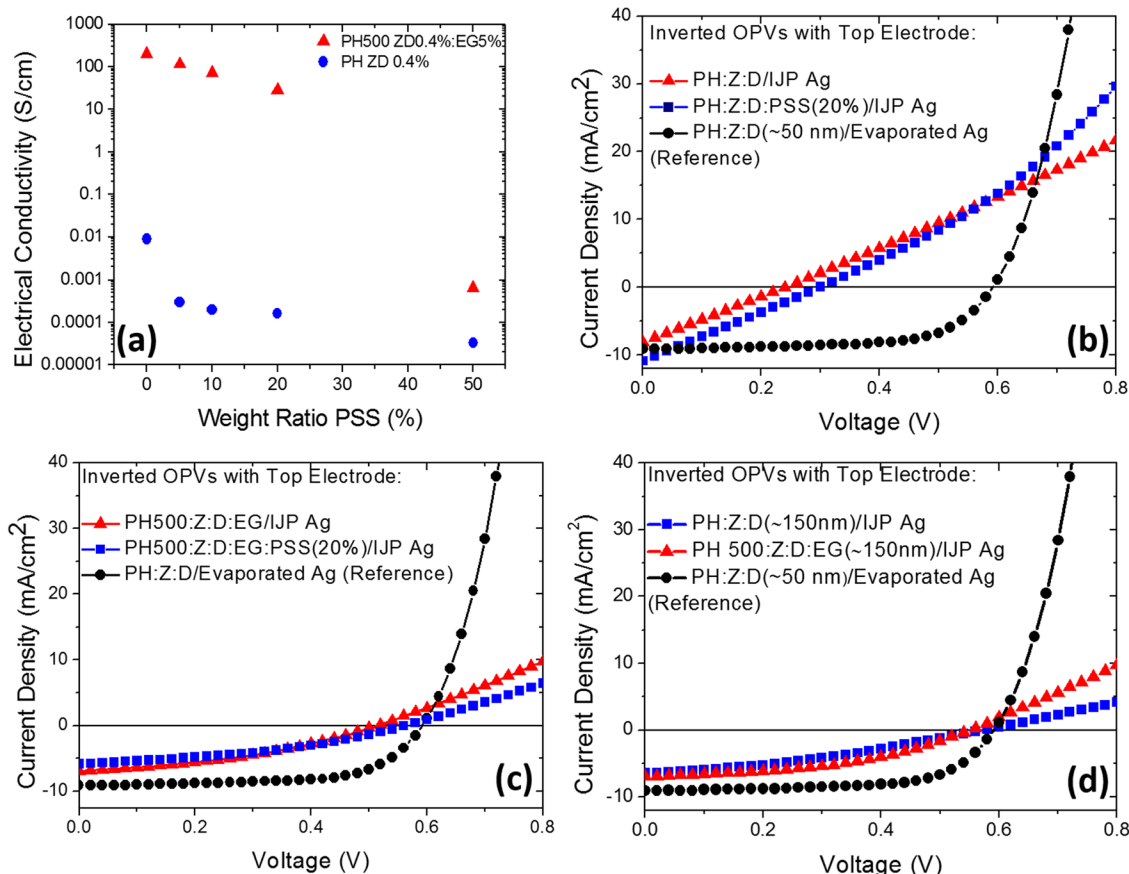 1000
100
10
1
0.1
0.01
0.001
0.0001
0.00001
Electrical Conductivity (S/cm)
PH500 ZD0.4%:EG5%
PH ZD 0.4%
(a)
0 10 20 30 40 50
Weight Ratio PSS (%)
40
30
20
10
0
-10
Current Density (mA/cm²)
Inverted OPVs with Top Electrode:
PH:Z:D/IJP Ag
PH:Z:D:PSS(20%)/IJP Ag
PH:Z:D(~50 nm)/Evaporated Ag
(Reference)
(b)
0.0 0.2 0.4 0.6 0.8
Voltage (V)
40
30
20
10
0
-10
Current Density (mA/cm²)
Inverted OPVs with Top Electrode:
PH500:Z:D:EG/IJP Ag
PH500:Z:D:EG:PSS(20%)/IJP Ag
PH:Z:D/Evaporated Ag (Reference)
(c)
0.0 0.2 0.4 0.6 0.8
Voltage (V)
40
30
20
10
0
-10
Current Density (mA/cm²)
Inverted OPVs with Top Electrode:
PH:Z:D(~150nm)/IJP Ag
PH 500:Z:D:EG(~150nm)/IJP Ag
PH:Z:D(~50 nm)/Evaporated Ag
(Reference)
(d)
0.0 0.2 0.4 0.6 0.8
Voltage (V)